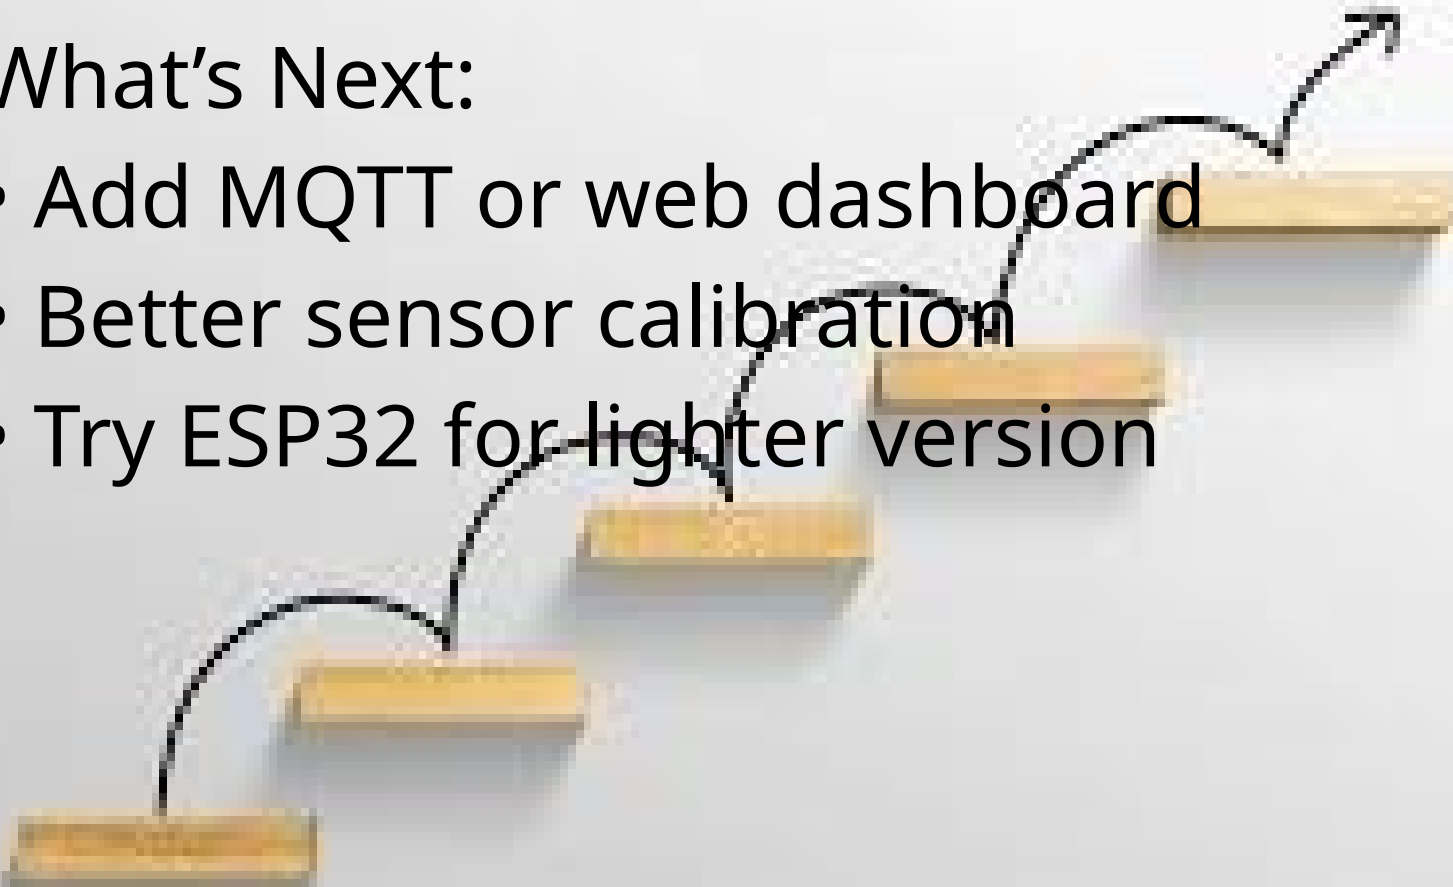 What’s Next:
• Add MQTT or web dashboard
• Better sensor calibration
• Try ESP32 for lighter version